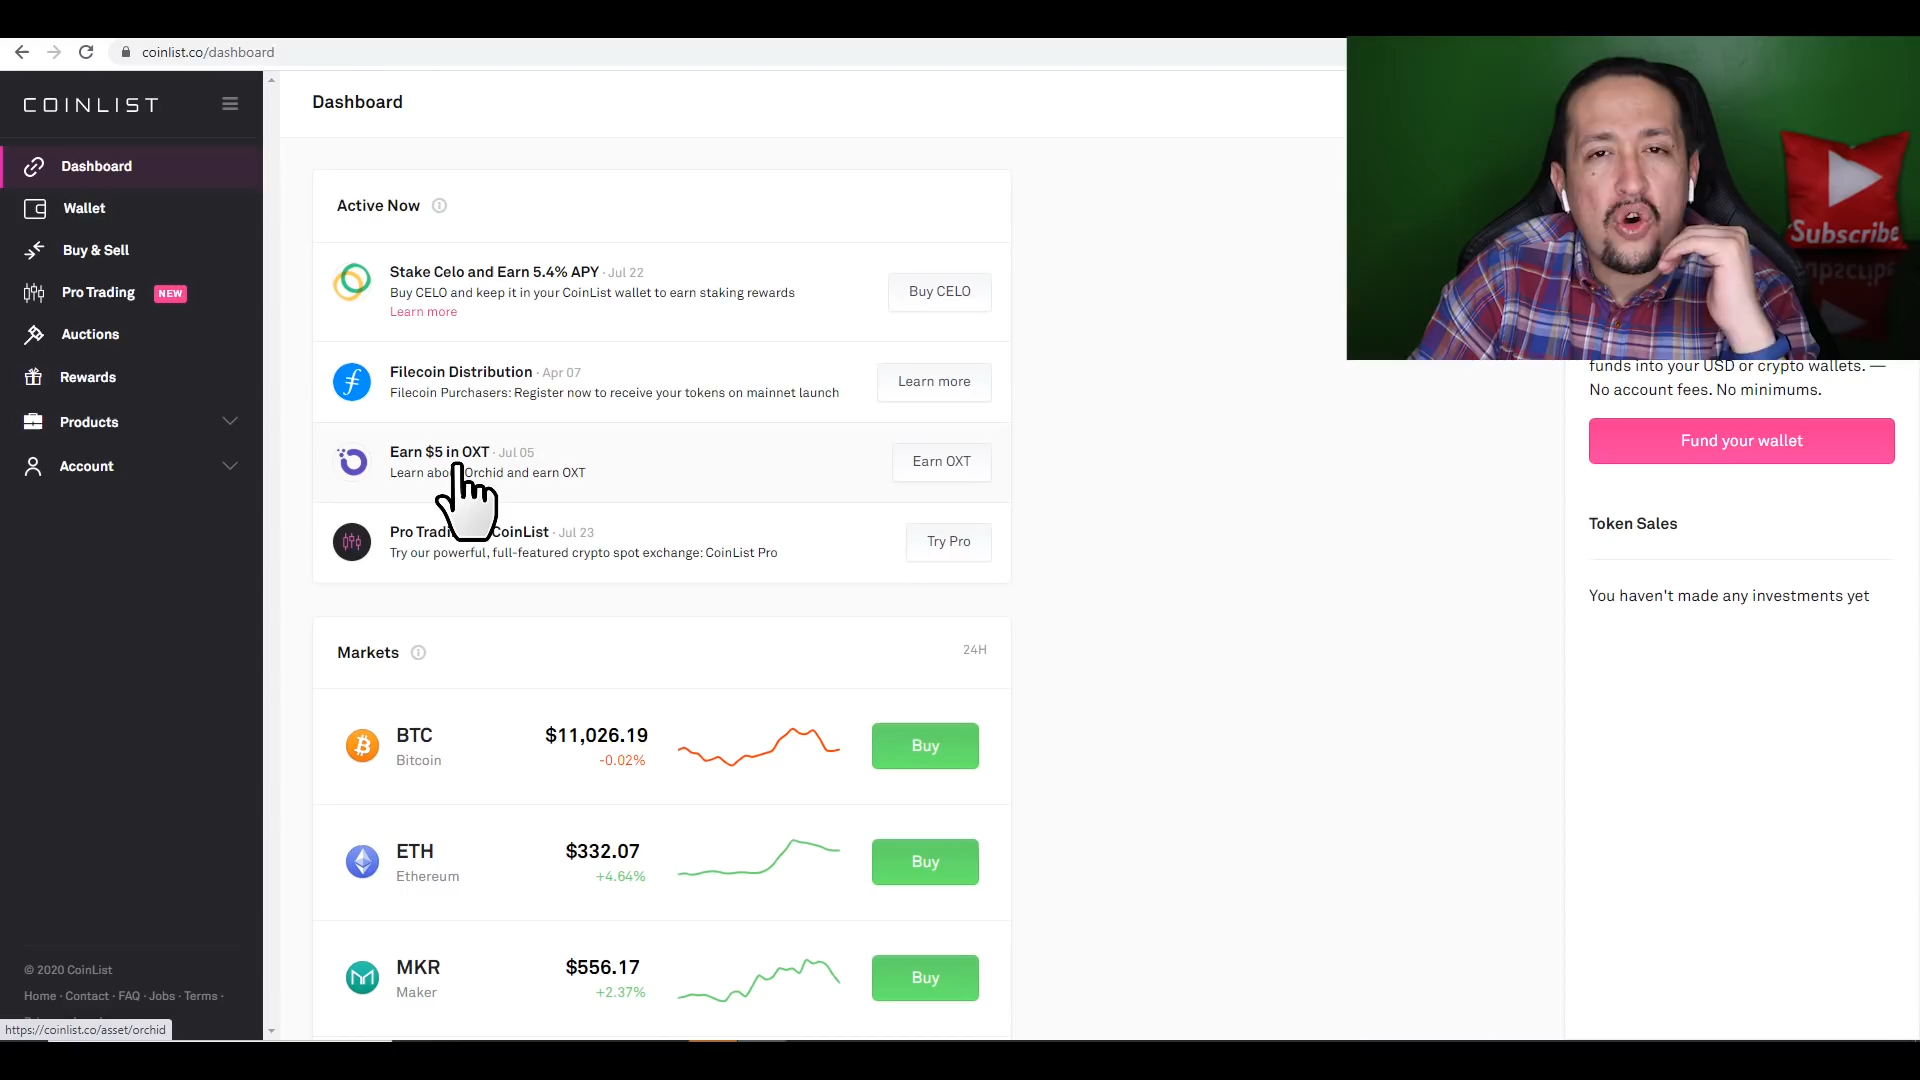 coinlist.co/dashboard
COINLIST
Dashboard
Wallet
Buy & Sell
Pro Trading NEW
Auctions
Rewards
Products
Account
© 2020 CoinList
Home · Contact · FAQ · Jobs · Terms ·
https://coinlist.co/asset/orchid
Dashboard
Active Now
Stake Celo and Earn 5.4% APY · Jul 22
Buy CELO and keep it in your CoinList wallet to earn staking rewards
Learn more
Buy CELO
Filecoin Distribution · Apr 07
Filecoin Purchasers: Register now to receive your tokens on mainnet launch
Learn more
Earn $5 in OXT · Jul 05
Learn Orchid and earn OXT
Earn OXT
Pro CoinList · Jul 23
Try our powerful, full-featured crypto spot exchange: CoinList Pro
Try Pro
Markets
24H
BTC
Bitcoin
$11,026.19
-0.02%
Buy
ETH
Ethereum
$332.07
+4.64%
Buy
MKR
Maker
$556.17
+2.37%
Buy
Subscribe
funds into your USD or crypto wallets. —
No account fees. No minimums.
Fund your wallet
Token Sales
You haven't made any investments yet